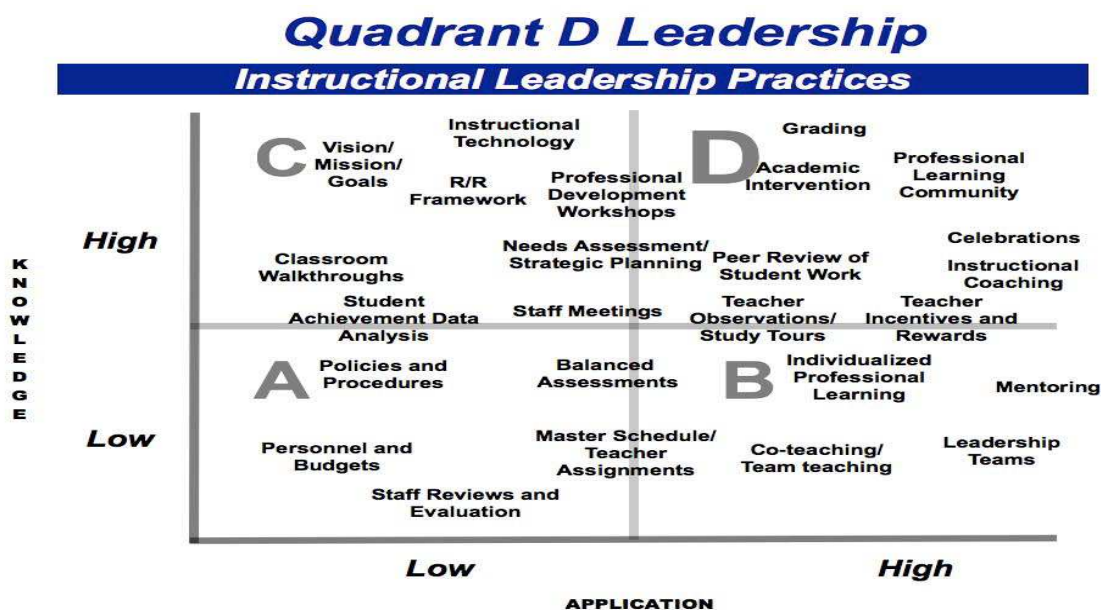 Quadrant D Leadership
Instructional Leadership Practices
C
Vision/
Mission/
Goals
Instructional
Technology
R/R
Framework
Professional
Development
Workshops
Classroom
Walkthroughs
Needs Assessment/
Strategic Planning
Student
Achievement Data
Analysis
Staff Meetings
D
Grading
Academic
Intervention
Professional
Learning
Community
Peer Review of
Student Work
Celebrations
Instructional
Coaching
Teacher
Observations/
Study Tours
Teacher
Incentives and
Rewards
A
Policies and
Procedures
Balanced
Assessments
Personnel and
Budgets
Master Schedule/
Teacher
Assignments
Staff Reviews and
Evaluation
B
Individualized
Professional
Learning
Mentoring
Co-teaching/
Team teaching
Leadership
Teams
High
Low
KNOWLEDGE
Low
High
APPLICATION